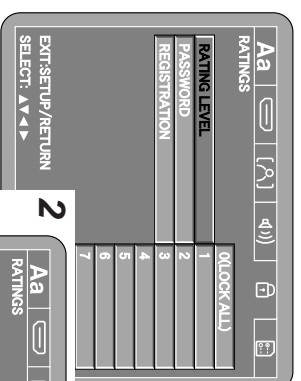 Aa
RATINGS
RATING LEVEL
PASSWORD
REGISTRATION
0(LOCK ALL)
1
2
3
4
5
6
7
EXIT:SETUP/RETURN
SELECT: ▲▼◀▶
2
Aa
RATINGS